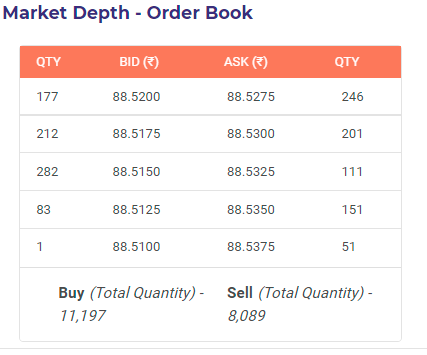 Market Depth - Order Book
QTY BID (₹) ASK (₹) QTY
177 88.5200 88.5275 246
212 88.5175 88.5300 201
282 88.5150 88.5325 111
83 88.5125 88.5350 151
1 88.5100 88.5375 51
Buy (Total Quantity) - Sell (Total Quantity) -
11,197 8,089